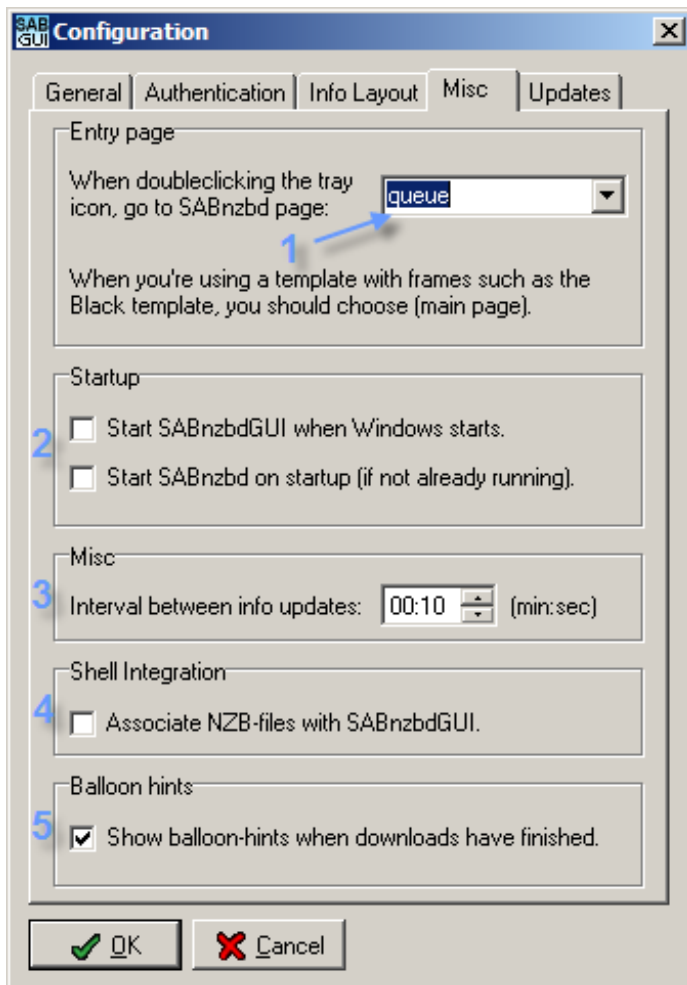 SAB
GUI
Configuration
General
Authentication
Info Layout
Misc
Updates
Entry page
When doubleclicking the tray
icon, go to SABnzbd page:
queue
1
When you're using a template with frames such as the
Black template, you should choose (main page).
Startup
2
Start SABnzbdGUI when Windows starts.
Start SABnzbd on startup (if not already running).
Misc
3
Interval between info updates: 00:10 (min:sec)
Shell Integration
4
Associate NZB-files with SABnzbdGUI.
Balloon hints
5
Show balloon-hints when downloads have finished.
OK
Cancel